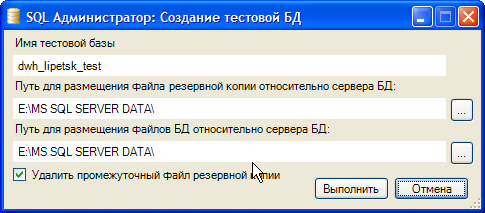 SQL Администратор: Создание тестовой БД
Имя тестовой базы
dwh_lipetsk_test
Путь для размещения файла резервной копии относительно сервера БД:
E:\MS SQL SERVER DATA\
...
Путь для размещения файлов БД относительно сервера БД:
E:\MS SQL SERVER DATA\
...
Удалить промежуточный файл резервной копии
Выполнить Отмена